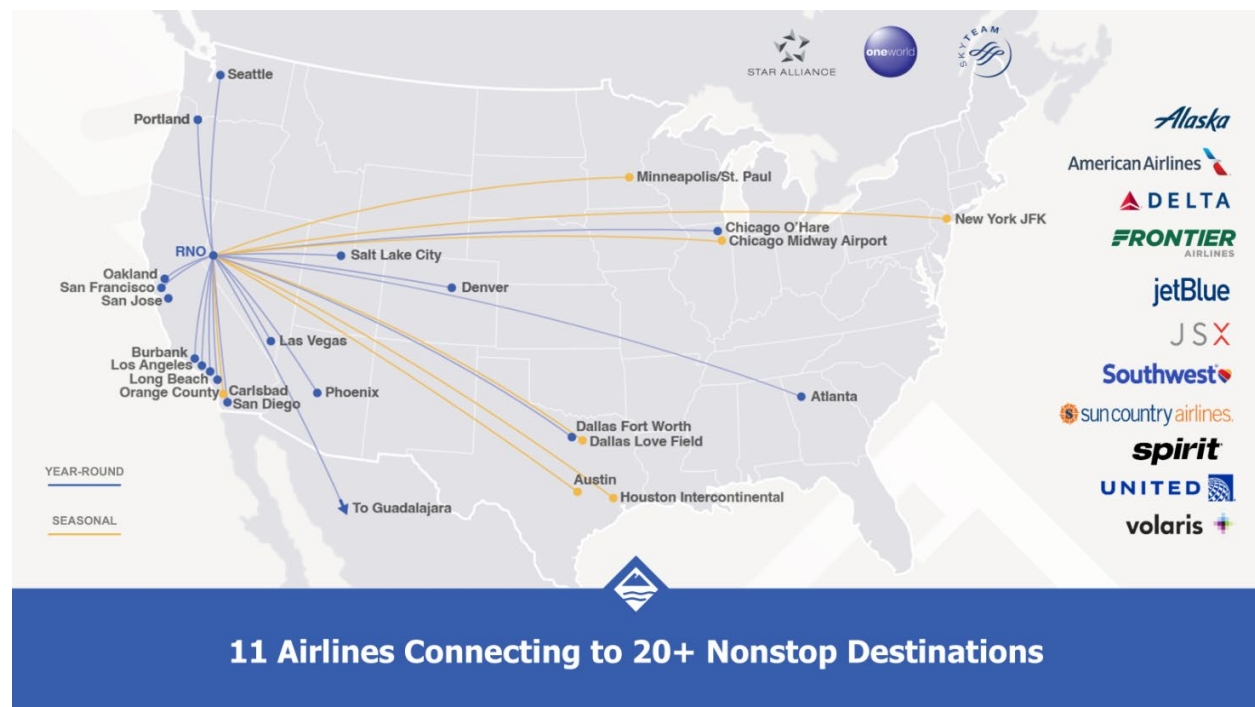 STAR ALLIANCE
oneworld
SKYTEAM
Seattle
Portland
Minneapolis/St. Paul
New York JFK
Chicago O'Hare
Chicago Midway Airport
RNO
Salt Lake City
Oakland
San Francisco
San Jose
Denver
Las Vegas
Burbank
Los Angeles
Long Beach
Orange County
Carlsbad
San Diego
Phoenix
Atlanta
Dallas Fort Worth
Dallas Love Field
Austin
Houston Intercontinental
To Guadalajara
YEAR-ROUND
SEASONAL
Alaska
American Airlines
DELTA
FRONTIER
AIRLINES
jetBlue
JSX
Southwest
sun country airlines.
spirit
UNITED
volaris
11 Airlines Connecting to 20+ Nonstop Destinations